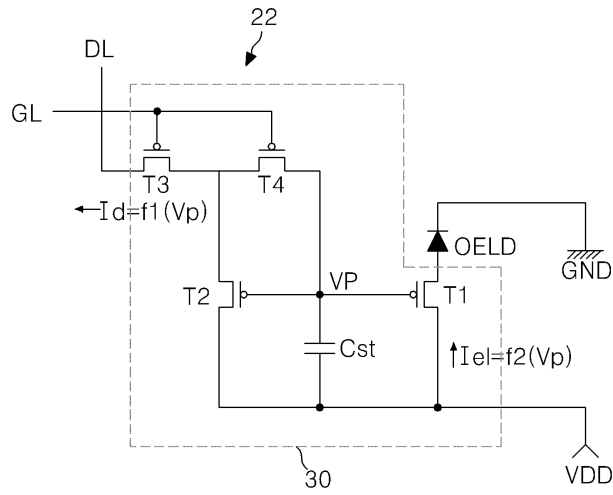 22
DL
GL
T3
T4
Id=f1(Vp)
OELD
GND
T2
VP
T1
Cst
Iel=f2(Vp)
30
VDD